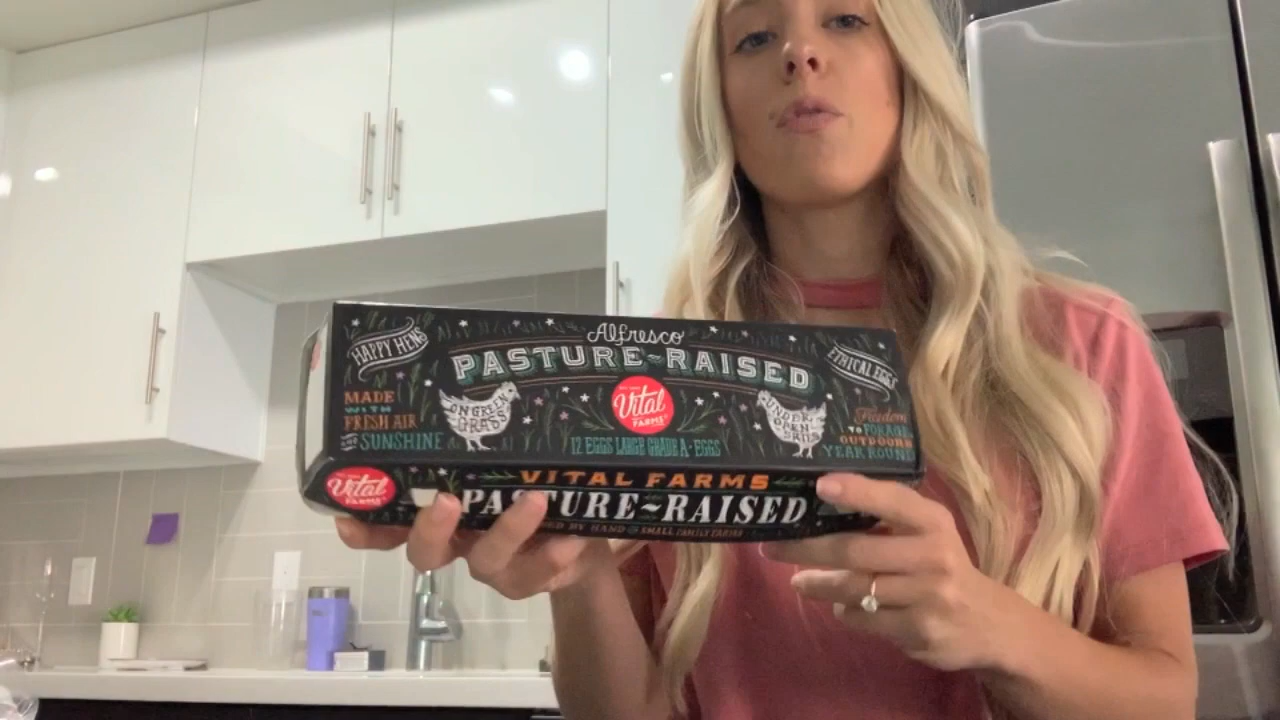 Alfresco
PASTURE~RAISED
HAPPY HENS
ETHICAL EGGS
MADE
WITH
FRESH AIR
AND SUNSHINE
ON GREEN
GRASS
Vital
FARMS
UNDER
OPEN
SKIES
Freedom
TO FORAGE
OUTDOORS
YEAR ROUND
12 EGGS LARGE GRADE A • EGGS
Vital
FARMS
VITAL FARMS
PASTURE~RAISED
BY HAND ON SMALL FAMILY FARMS